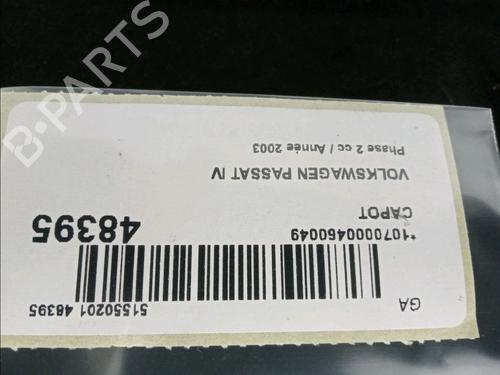 GA
51550201 48395
*1070000460049
48395
CAPOT
VOLKSWAGEN PASSAT IV
Phase 2 cc / Année 2003
B-PARTS